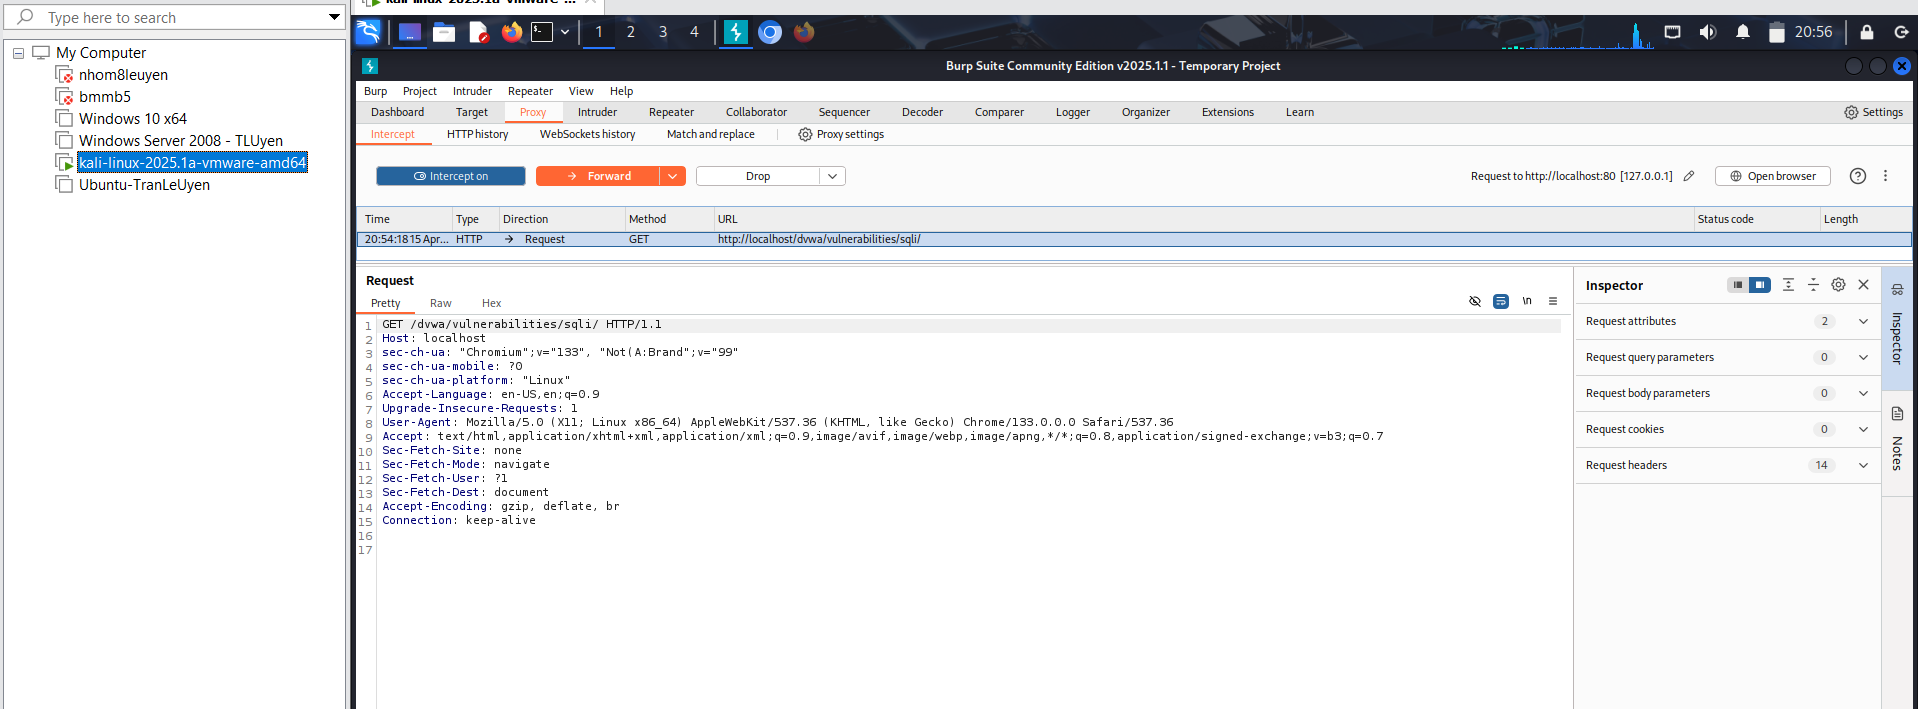 Type here to search
My Computer
nhom8leuyen
bmmb5
Windows 10 x64
Windows Server 2008 - TLUyen
kali-linux-2025.1a-vmware-amd64
Ubuntu-TranLeUyen
1 2 3 4
20:56
Burp Suite Community Edition v2025.1.1 - Temporary Project
Burp Project Intruder Repeater View Help
Dashboard Target Proxy Intruder Repeater Collaborator Sequencer Decoder Comparer Logger Organizer Extensions Learn Settings
Intercept HTTP history WebSockets history Match and replace Proxy settings
Intercept on Forward Drop Request to http://localhost:80 [127.0.0.1] Open browser
Time Type Direction Method URL Status code Length
20:54:18 15 Apr... HTTP → Request GET http://localhost/dvwa/vulnerabilities/sqli/
Request
Pretty Raw Hex \n
1 GET /dvwa/vulnerabilities/sqli/ HTTP/1.1
2 Host: localhost
3 sec-ch-ua: "Chromium";v="133", "Not(A:Brand";v="99"
4 sec-ch-ua-mobile: ?0
5 sec-ch-ua-platform: "Linux"
6 Accept-Language: en-US,en;q=0.9
7 Upgrade-Insecure-Requests: 1
8 User-Agent: Mozilla/5.0 (X11; Linux x86_64) AppleWebKit/537.36 (KHTML, like Gecko) Chrome/133.0.0.0 Safari/537.36
9 Accept: text/html,application/xhtml+xml,application/xml;q=0.9,image/avif,image/webp,image/apng,*/*;q=0.8,application/signed-exchange;v=b3;q=0.7
10 Sec-Fetch-Site: none
11 Sec-Fetch-Mode: navigate
12 Sec-Fetch-User: ?1
13 Sec-Fetch-Dest: document
14 Accept-Encoding: gzip, deflate, br
15 Connection: keep-alive
16
17
Inspector
Request attributes 2
Request query parameters 0
Request body parameters 0
Request cookies 0
Request headers 14
Inspector
Notes